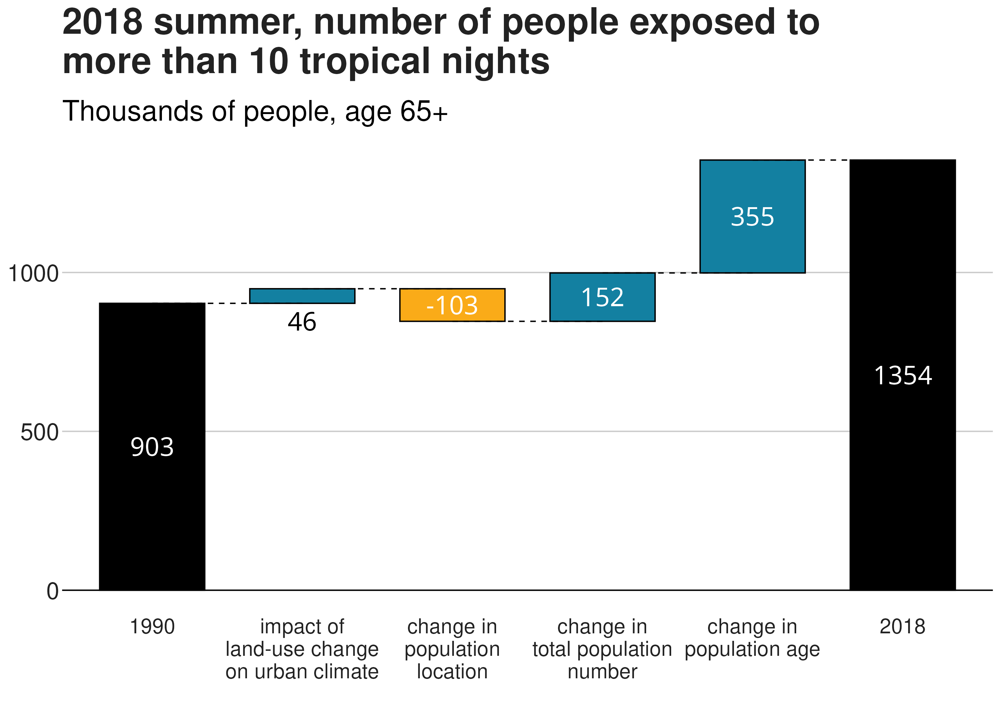 2018 summer, number of people exposed to
more than 10 tropical nights
Thousands of people, age 65+
1000
500
0
903
46
-103
152
355
1354
1990
impact of
land-use change
on urban climate
change in
population
location
change in
total population
number
change in
population age
2018